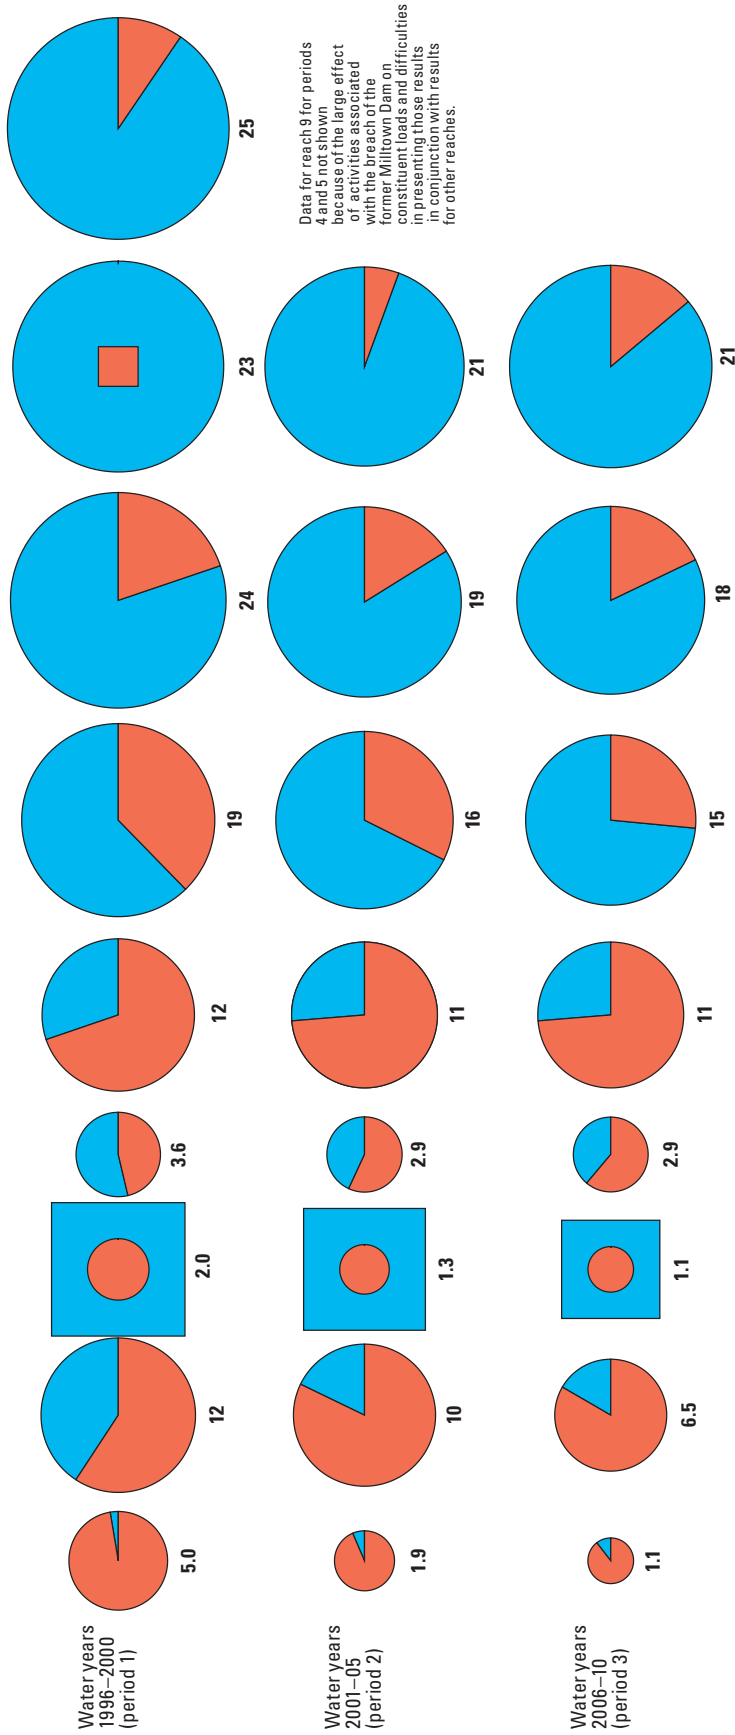 Water years
1996–2000
(period 1)
5.0
12
2.0
3.6
12
19
24
23
25
Water years
2001–05
(period 2)
1.9
10
1.3
2.9
11
16
19
21
Data for reach 9 for periods
4 and 5 not shown
because of the large effect
of activities associated
with the breach of the
former Milltown Dam on
constituent loads and difficulties
in presenting those results
in conjunction with results
for other reaches.
Water years
2006–10
(period 3)
1.1
6.5
1.1
2.9
11
15
18
21